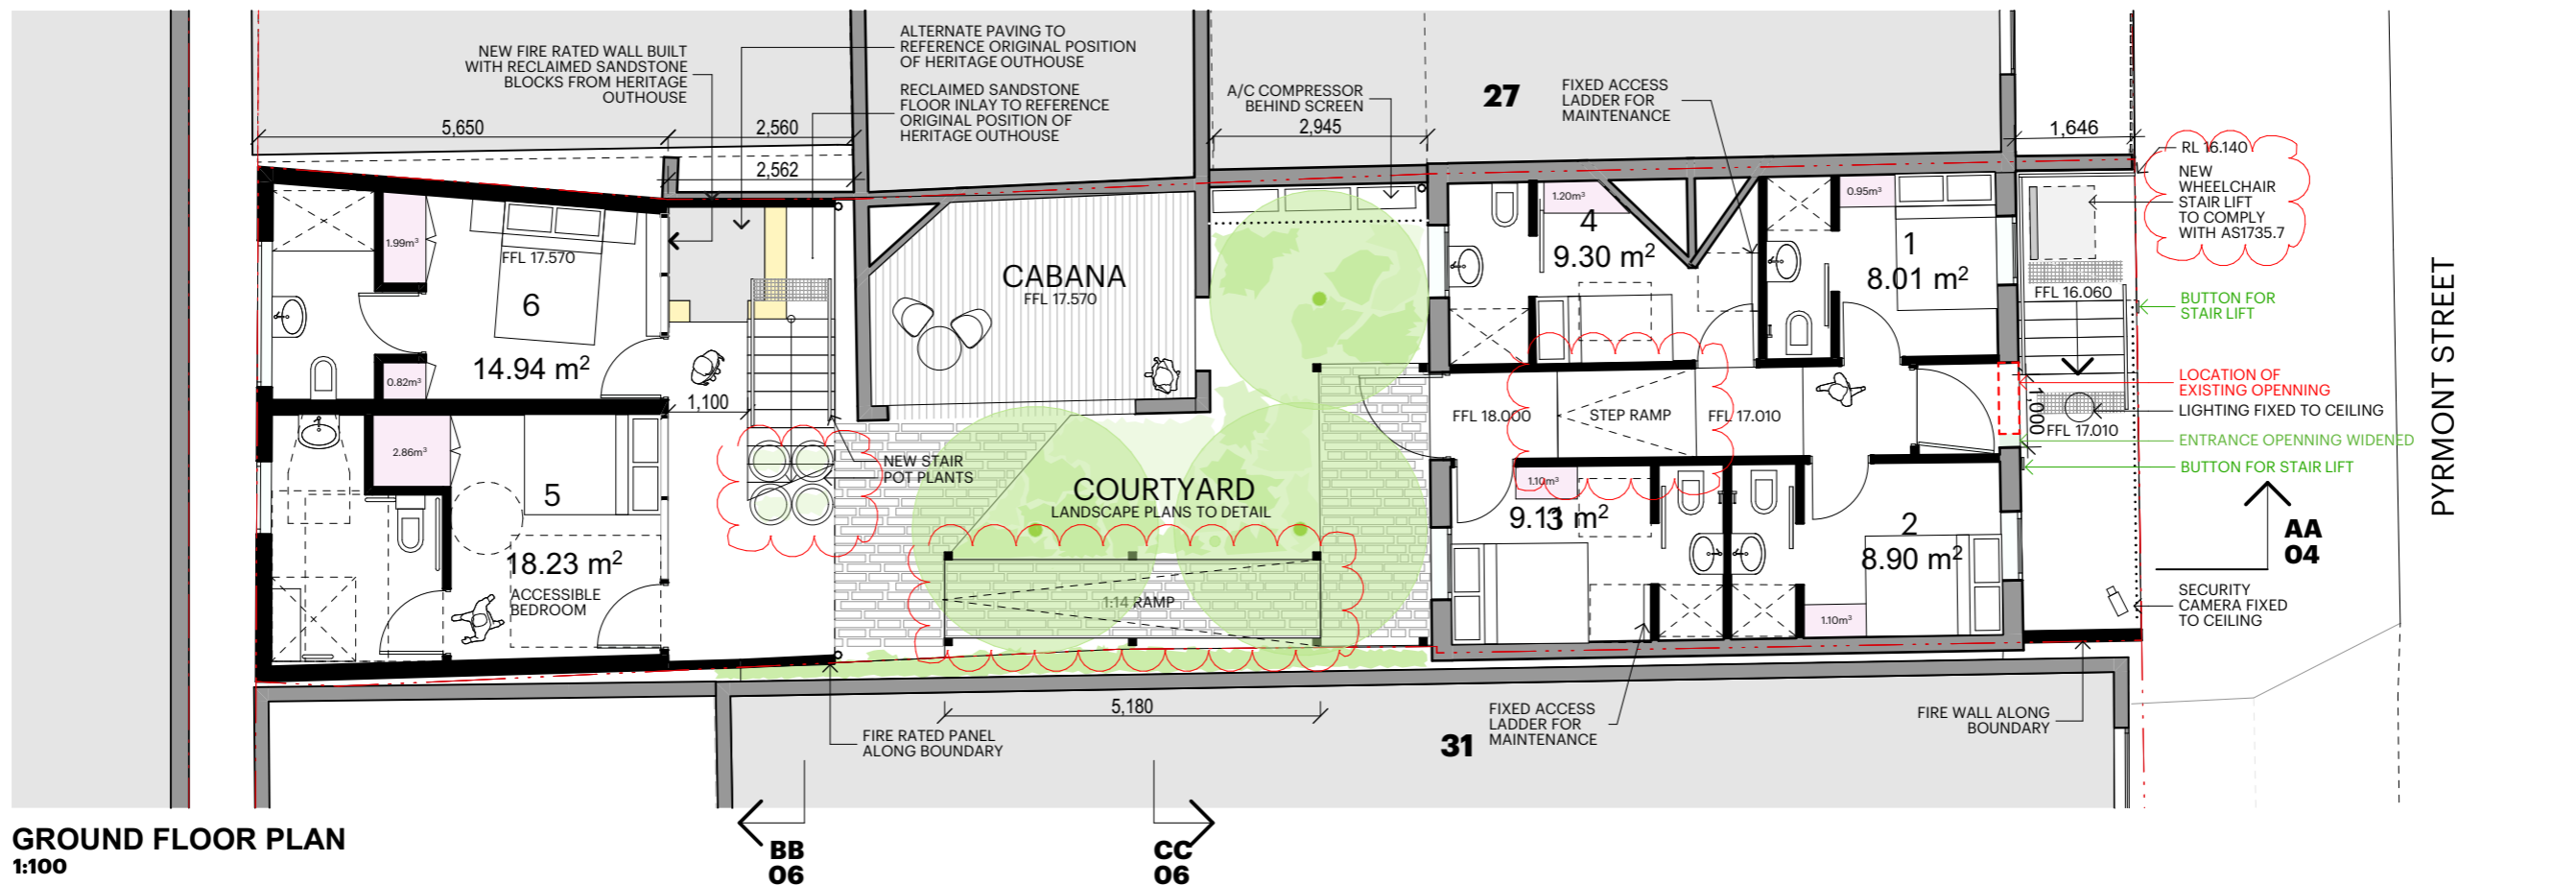 NEW FIRE RATED WALL BUILT
WITH RECLAIMED SANDSTONE
BLOCKS FROM HERITAGE
OUTHOUSE
ALTERNATE PAVING TO
REFERENCE ORIGINAL POSITION
OF HERITAGE OUTHOUSE
RECLAIMED SANDSTONE
FLOOR INLAY TO REFERENCE
ORIGINAL POSITION OF
HERITAGE OUTHOUSE
A/C COMPRESSOR
BEHIND SCREEN
27
FIXED ACCESS
LADDER FOR
MAINTENANCE
5,650
2,560
2,562
2,945
1,646
RL 16.140
NEW
WHEELCHAIR
STAIR LIFT
TO COMPLY
WITH AS1735.7
1.99m³
FFL 17.570
6
14.94 m²
0.82m³
1,100
CABANA
FFL 17.570
1.20m³
4
9.30 m²
0.95m³
1
8.01 m²
FFL 16.060
BUTTON FOR
STAIR LIFT
LOCATION OF
EXISTING OPENNING
LIGHTING FIXED TO CEILING
1,000
FFL 17.010
ENTRANCE OPENNING WIDENED
BUTTON FOR STAIR LIFT
PYRMONT STREET
FFL 18.000
STEP RAMP
FFL 17.010
2.86m³
5
18.23 m²
ACCESSIBLE
BEDROOM
NEW STAIR
POT PLANTS
COURTYARD
LANDSCAPE PLANS TO DETAIL
1:14 RAMP
1.10m³
9.13 m²
3
2
8.90 m²
1.10m³
AA
04
SECURITY
CAMERA FIXED
TO CEILING
5,180
FIRE RATED PANEL
ALONG BOUNDARY
31
FIXED ACCESS
LADDER FOR
MAINTENANCE
FIRE WALL ALONG
BOUNDARY
GROUND FLOOR PLAN
1:100
BB
06
CC
06